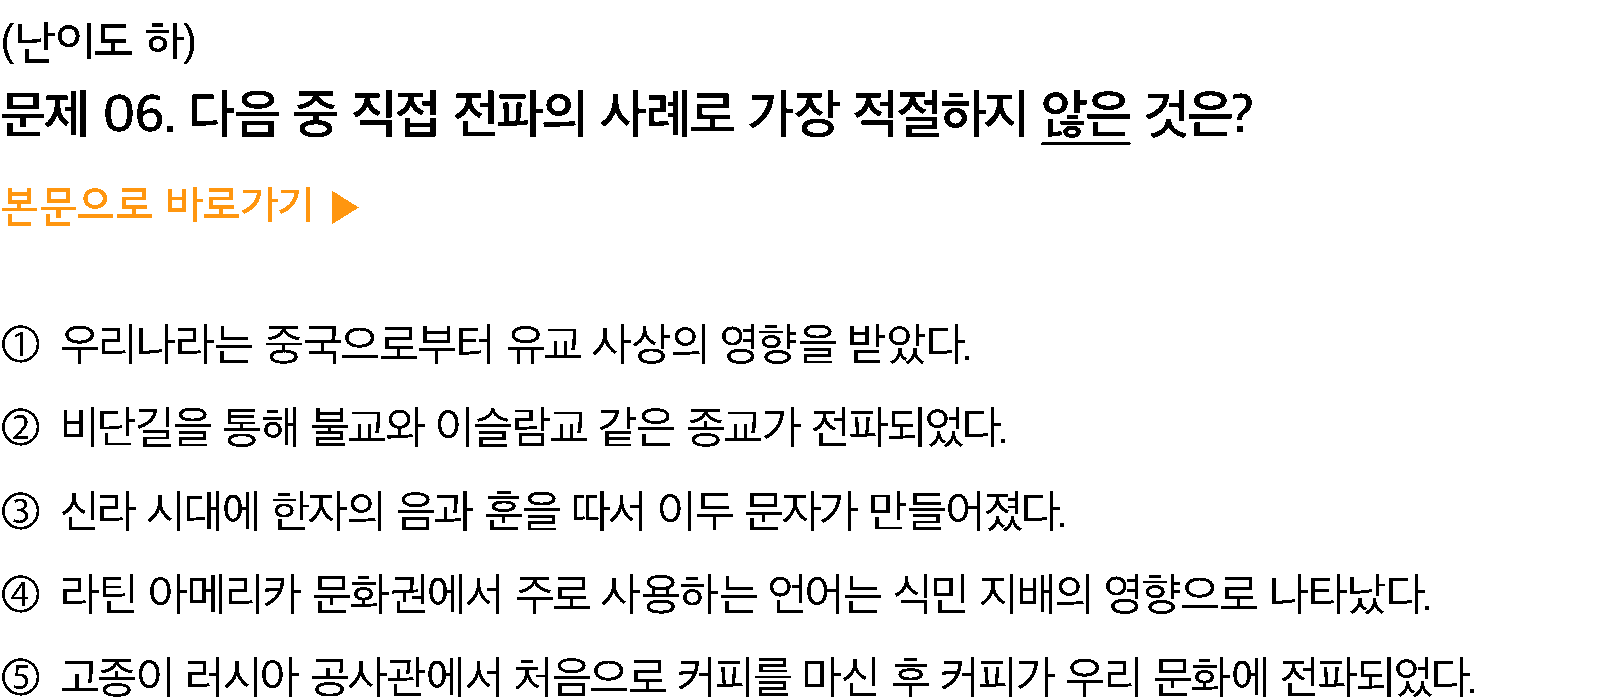 (난이도 하)
문제 06. 다음 중 직접 전파의 사례로 가장 적절하지 않은 것은?
본문으로 바로가기 ▶
① 우리나라는 중국으로부터 유교 사상의 영향을 받았다.
② 비단길을 통해 불교와 이슬람교 같은 종교가 전파되었다.
③ 신라 시대에 한자의 음과 훈을 따서 이두 문자가 만들어졌다.
④ 라틴 아메리카 문화권에서 주로 사용하는 언어는 식민 지배의 영향으로 나타났다.
⑤ 고종이 러시아 공사관에서 처음으로 커피를 마신 후 커피가 우리 문화에 전파되었다.